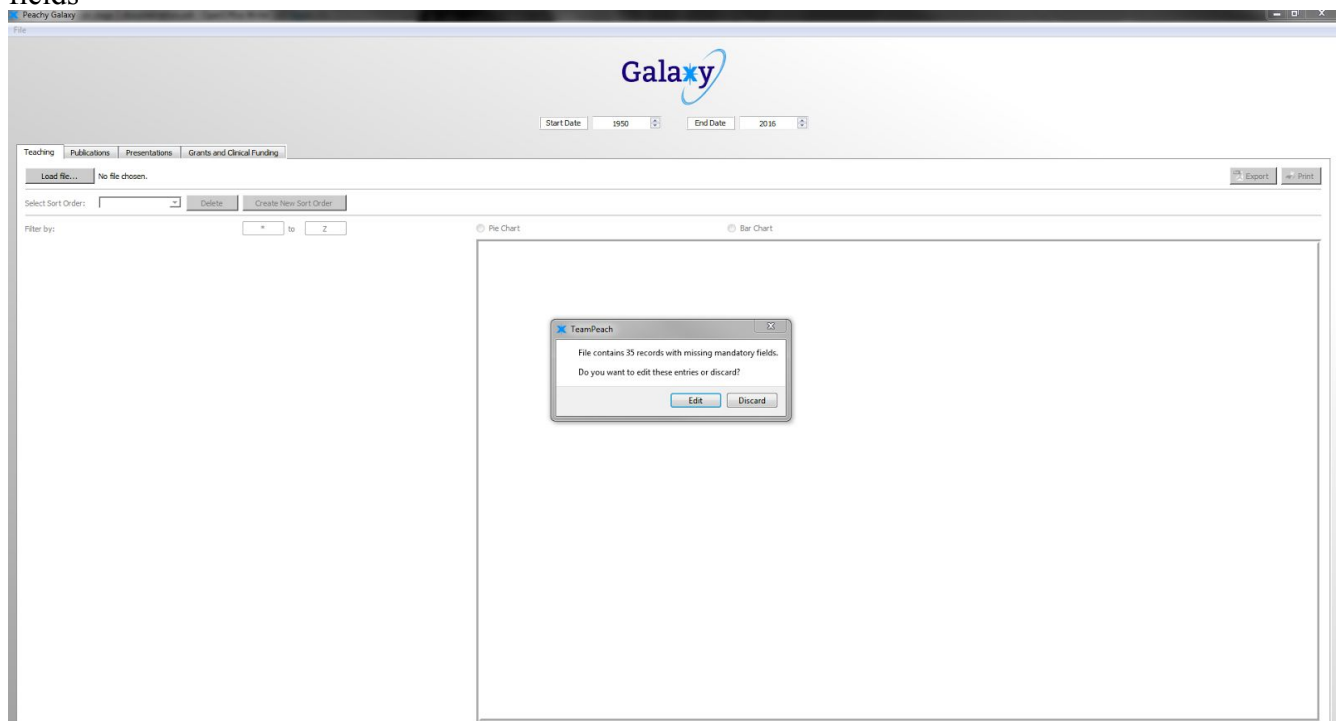 fields
Peachy Galaxy
File
Galaxy
Start Date 1950 End Date 2016
Teaching Publications Presentations Grants and Clinical Funding
Load file... No file chosen. Export Print
Select Sort Order: Delete Create New Sort Order
Filter by: * to Z Pie Chart Bar Chart
TeamPeach
File contains 35 records with missing mandatory fields.
Do you want to edit these entries or discard?
Edit Discard